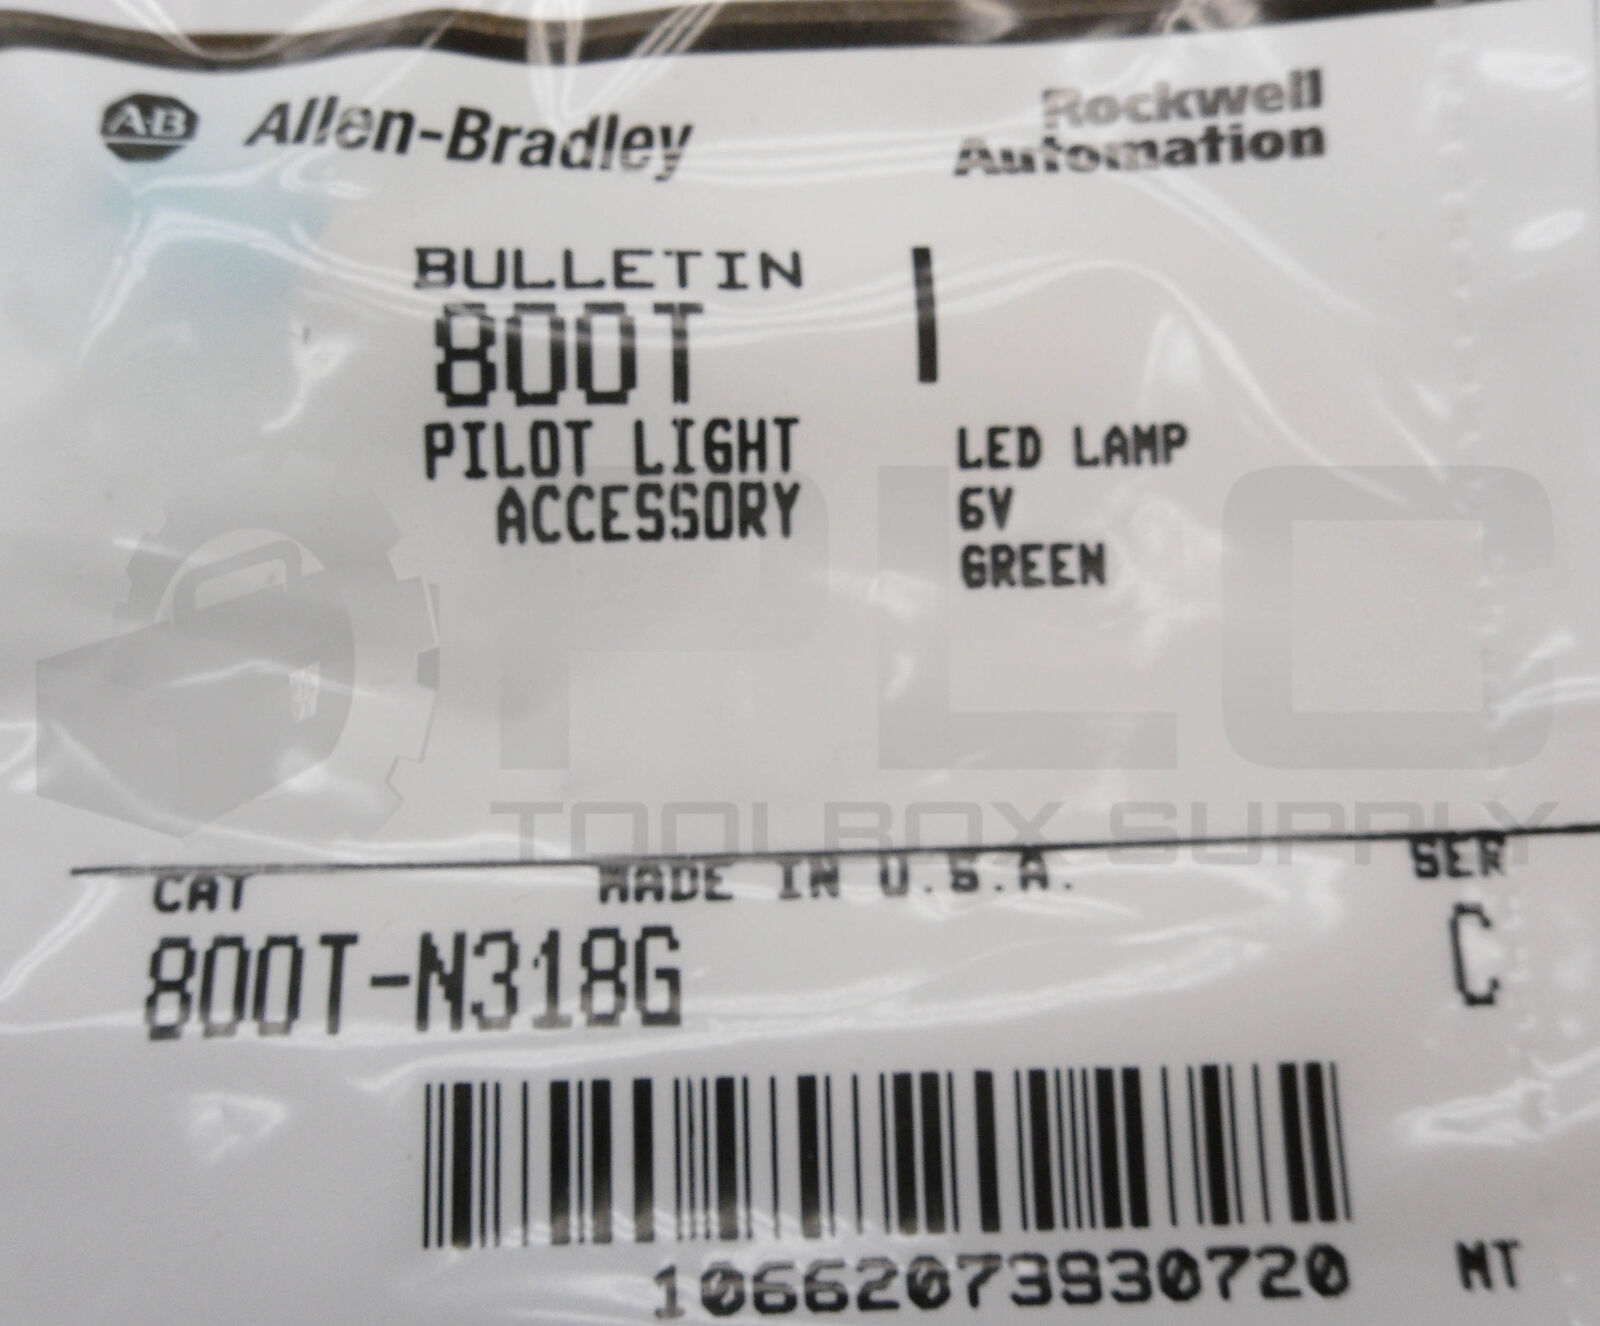 AB Allen-Bradley
Rockwell
Automation
BULLETIN
800T
PILOT LIGHT
ACCESSORY
LED LAMP
6V
GREEN
PLC
TOOLBOX SUPPLY
CAT MADE IN U.S.A. SER
800T-N318G C
10662073930720 MT